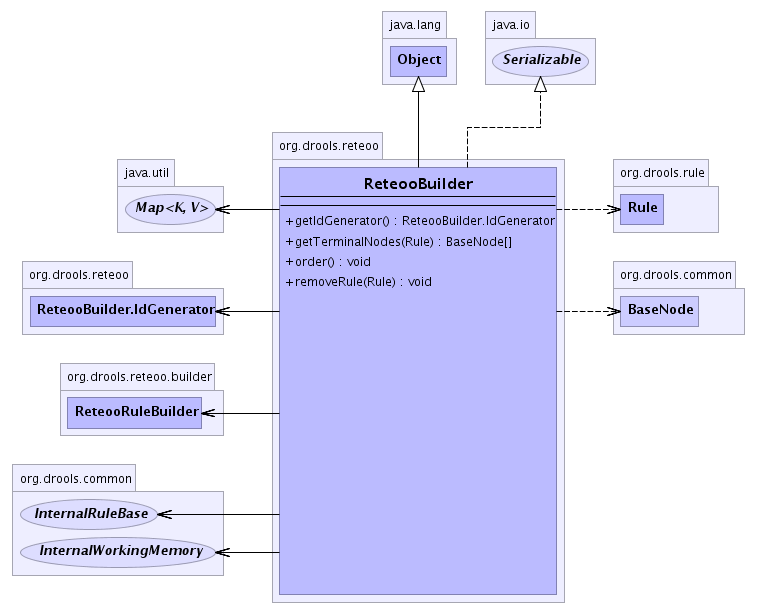 java.lang
Object
java.io
Serializable
org.drools.reteoo
ReteooBuilder
+getIdGenerator() : ReteooBuilder.IdGenerator
+getTerminalNodes(Rule) : BaseNode[]
+order() : void
+removeRule(Rule) : void
java.util
Map<K, V>
org.drools.reteoo
ReteooBuilder.IdGenerator
org.drools.reteoo.builder
ReteooRuleBuilder
org.drools.common
InternalRuleBase
InternalWorkingMemory
org.drools.rule
Rule
org.drools.common
BaseNode